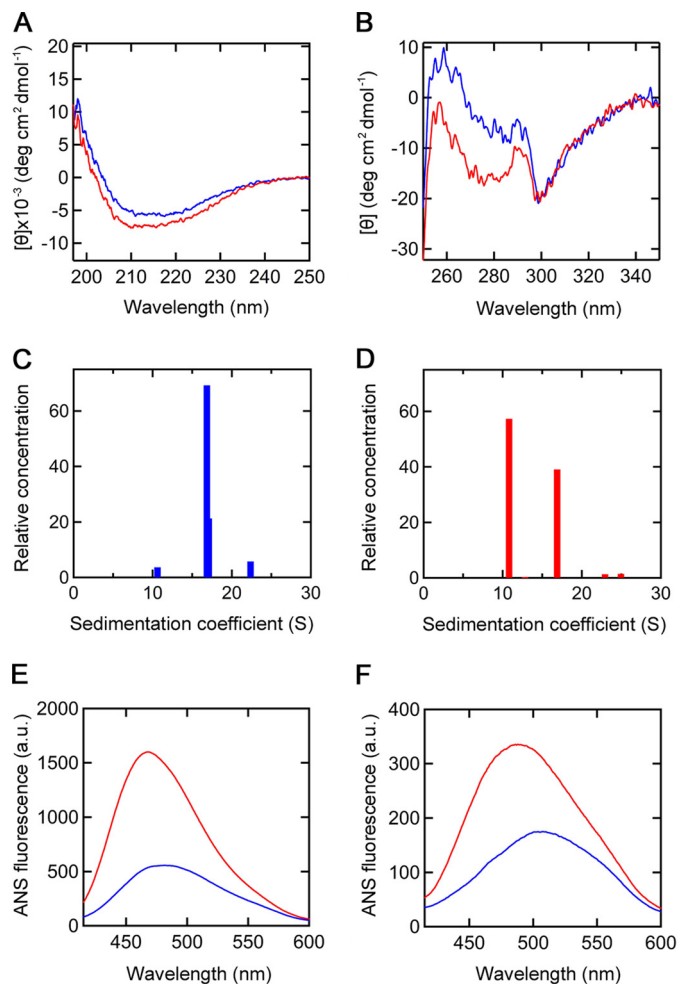 A
[θ]x10⁻³ (deg cm² dmol⁻¹)
20
15
10
5
0
-5
-10
200 210 220 230 240 250
Wavelength (nm)
B
[θ] (deg cm² dmol⁻¹)
10
0
-10
-20
-30
260 280 300 320 340
Wavelength (nm)
C
Relative concentration
60
40
20
0
0 10 20 30
Sedimentation coefficient (S)
D
Relative concentration
60
40
20
0
0 10 20 30
Sedimentation coefficient (S)
E
ANS fluorescence (a.u.)
2000
1500
1000
500
0
450 500 550 600
Wavelength (nm)
F
ANS fluorescence (a.u.)
400
300
200
100
0
450 500 550 600
Wavelength (nm)